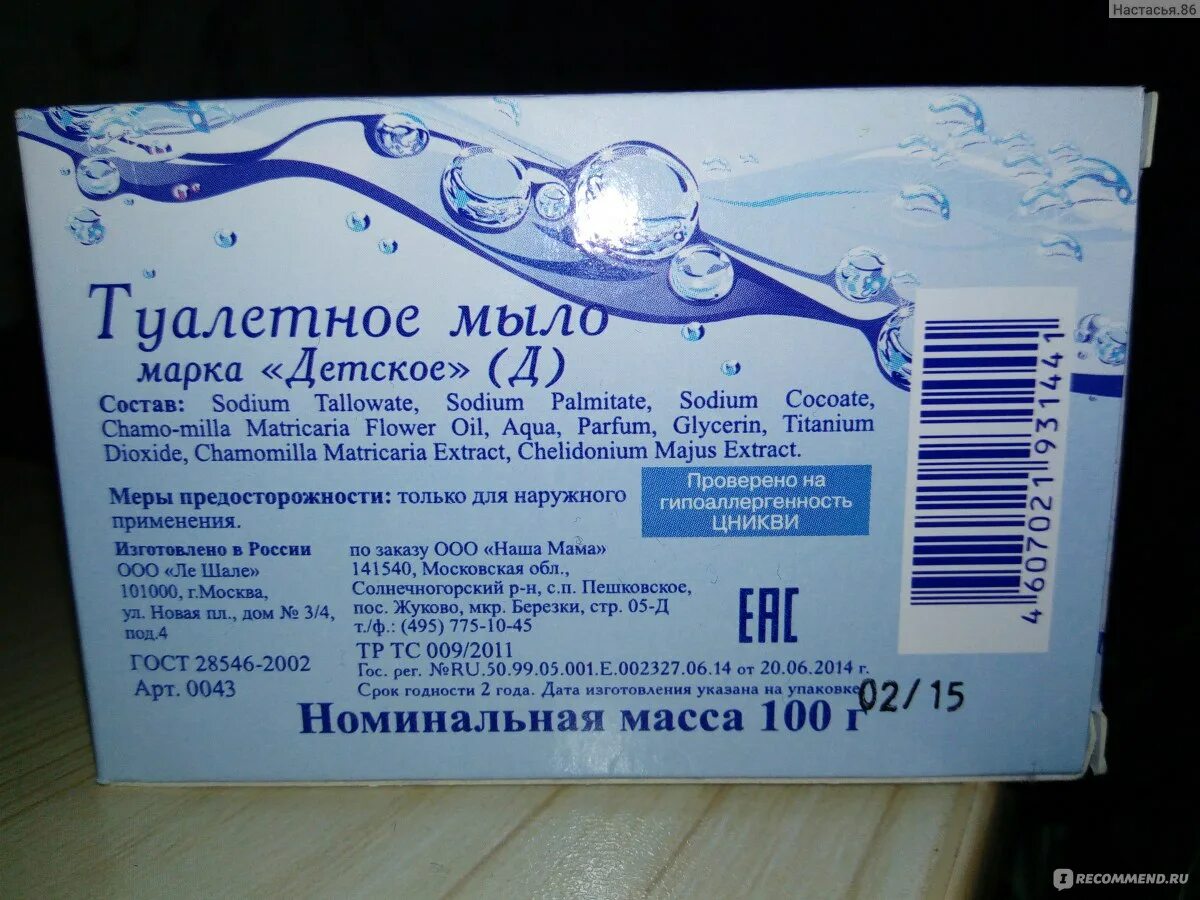 Настасья.86
Туалетное мыло
марка «Детское» (Д)
Состав: Sodium Tallowate, Sodium Palmitate, Sodium Cocoate,
Chamo-milla Matricaria Flower Oil, Aqua, Parfum, Glycerin, Titanium
Dioxide, Chamomilla Matricaria Extract, Chelidonium Majus Extract.
Меры предосторожности: только для наружного
применения.
Проверено на
гипоаллергенность
ЦНИКВИ
Изготовлено в России
ООО «Ле Шале»
101000, г.Москва,
ул. Новая пл., дом № 3/4,
под.4
ГОСТ 28546-2002
Арт. 0043
по заказу ООО «Наша Мама»
141540, Московская обл.,
Солнечногорский р-н, с.п. Пешковское,
пос. Жуково, мкр. Березки, стр. 05-Д
т./ф.: (495) 775-10-45
ТР ТС 009/2011
Гос. рег. №RU.50.99.05.001.Е.002327.06.14 от 20.06.2014 г.
Срок годности 2 года. Дата изготовления указана на упаковке
02/15
Номинальная масса 100 г
EAC
4 607021 931441
IRECOMMEND.RU